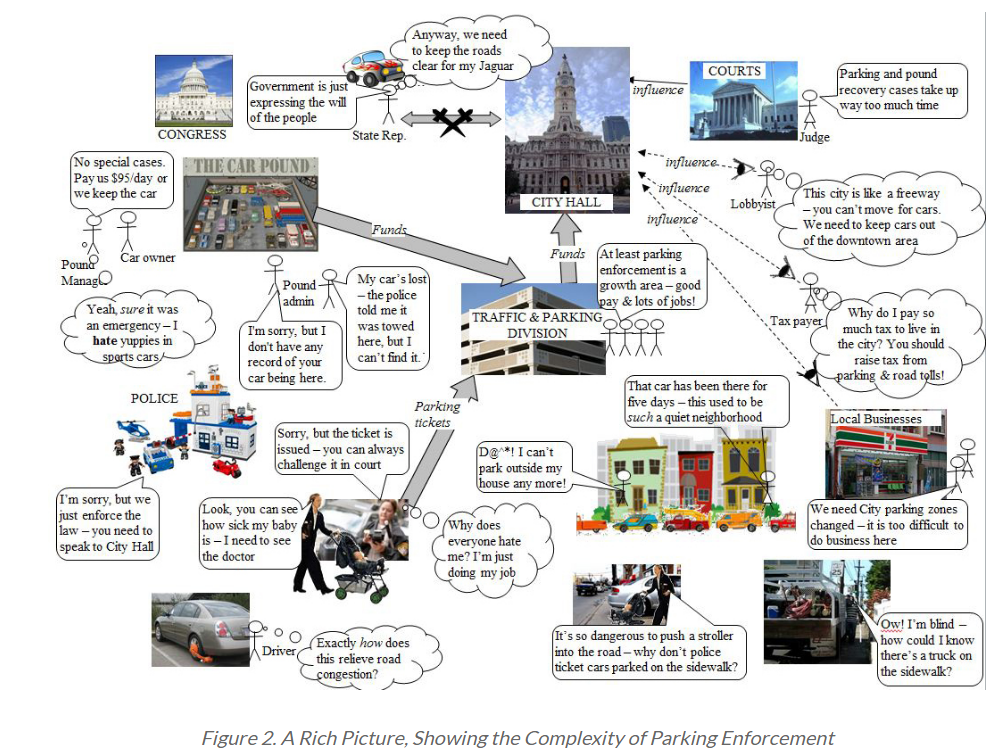 Anyway, we need
to keep the roads
clear for my Jaguar
CONGRESS
Government is just
expressing the will
of the people
State Rep.
CITY HALL
influence
COURTS
Judge
Parking and pound
recovery cases take up
way too much time
No special cases.
Pay us $95/day or
we keep the car
Pound
Manager
Car owner
THE CAR POUND
Funds
Funds
influence
influence
influence
Lobbyist
This city is like a freeway
– you can't move for cars.
We need to keep cars out
of the downtown area
Yeah, sure it was
an emergency – I
hate yuppies in
sports cars
Pound
admin
I'm sorry, but I
don't have any
record of your
car being here.
My car's lost
– the police
told me it
was towed
here, but I
can't find it.
TRAFFIC & PARKING
DIVISION
At least parking
enforcement is a
growth area – good
pay & lots of jobs!
Tax payer
Why do I pay so
much tax to live in
the city? You should
raise tax from
parking & road tolls!
POLICE
I'm sorry, but we
just enforce the
law – you need to
speak to City Hall
Parking
tickets
Sorry, but the ticket is
issued – you can always
challenge it in court
Look, you can see
how sick my baby
is – I need to see
the doctor
Why does
everyone hate
me? I'm just
doing my job
D@^*! I can't
park outside my
house any more!
That car has been there for
five days – this used to be
such a quiet neighborhood
Local Businesses
We need City parking zones
changed – it is too difficult to
do business here
Driver
Exactly how does
this relieve road
congestion?
It's so dangerous to push a stroller
into the road – why don't police
ticket cars parked on the sidewalk?
Ow! I'm blind –
how could I know
there's a truck on
the sidewalk?
Figure 2. A Rich Picture, Showing the Complexity of Parking Enforcement